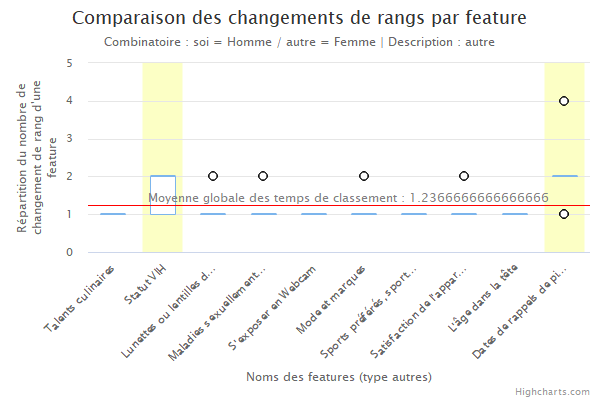 Comparaison des changements de rangs par feature
Combinatoire : soi = Homme / autre = Femme | Description : autre
Répartition du nombre de
changement de rang d'une
feature
5
4
3
2
1
0
Moyenne globale des temps de classement : 1.2366666666666666
Talents culinaires
Statut VIH
Lunettes ou lentilles d...
Maladies sexuellement...
S'exposer en Webcam
Mode et marques
Sports préférés, sport...
Satisfaction de l'appar...
L'âge dans la tête
Dates de rappels de pi...
Noms des features (type autres)
Highcharts.com